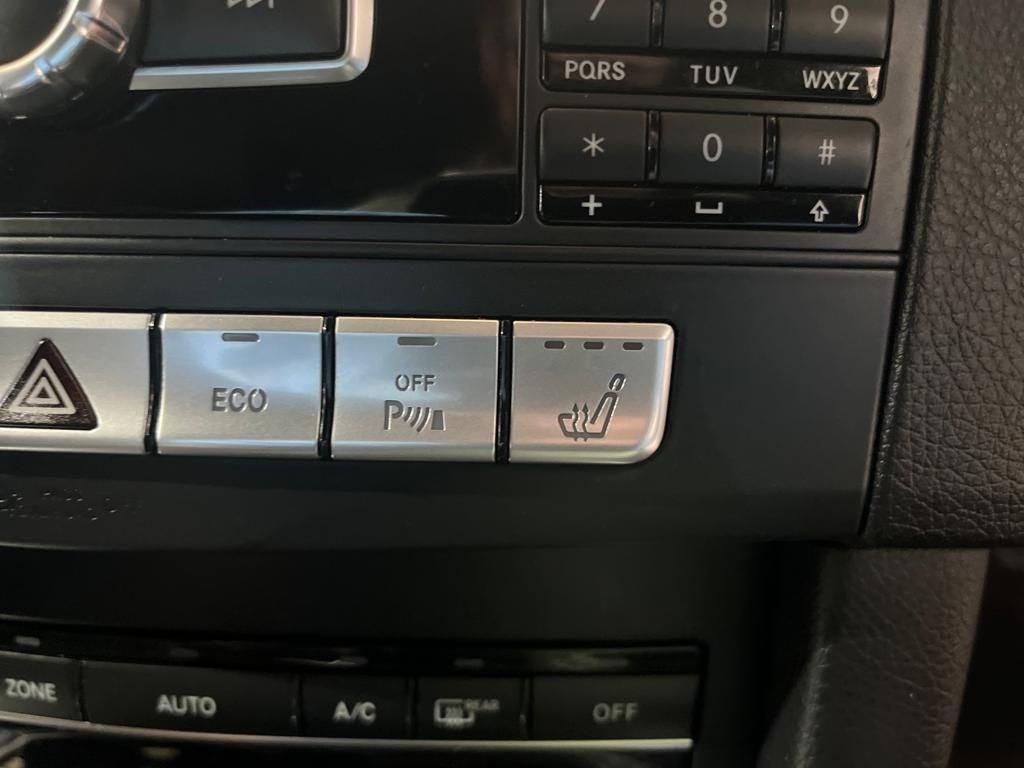 7 8 9
PQRS TUV WXYZ
* 0 #
+
ECO
OFF
P
ZONE AUTO A/C REAR OFF